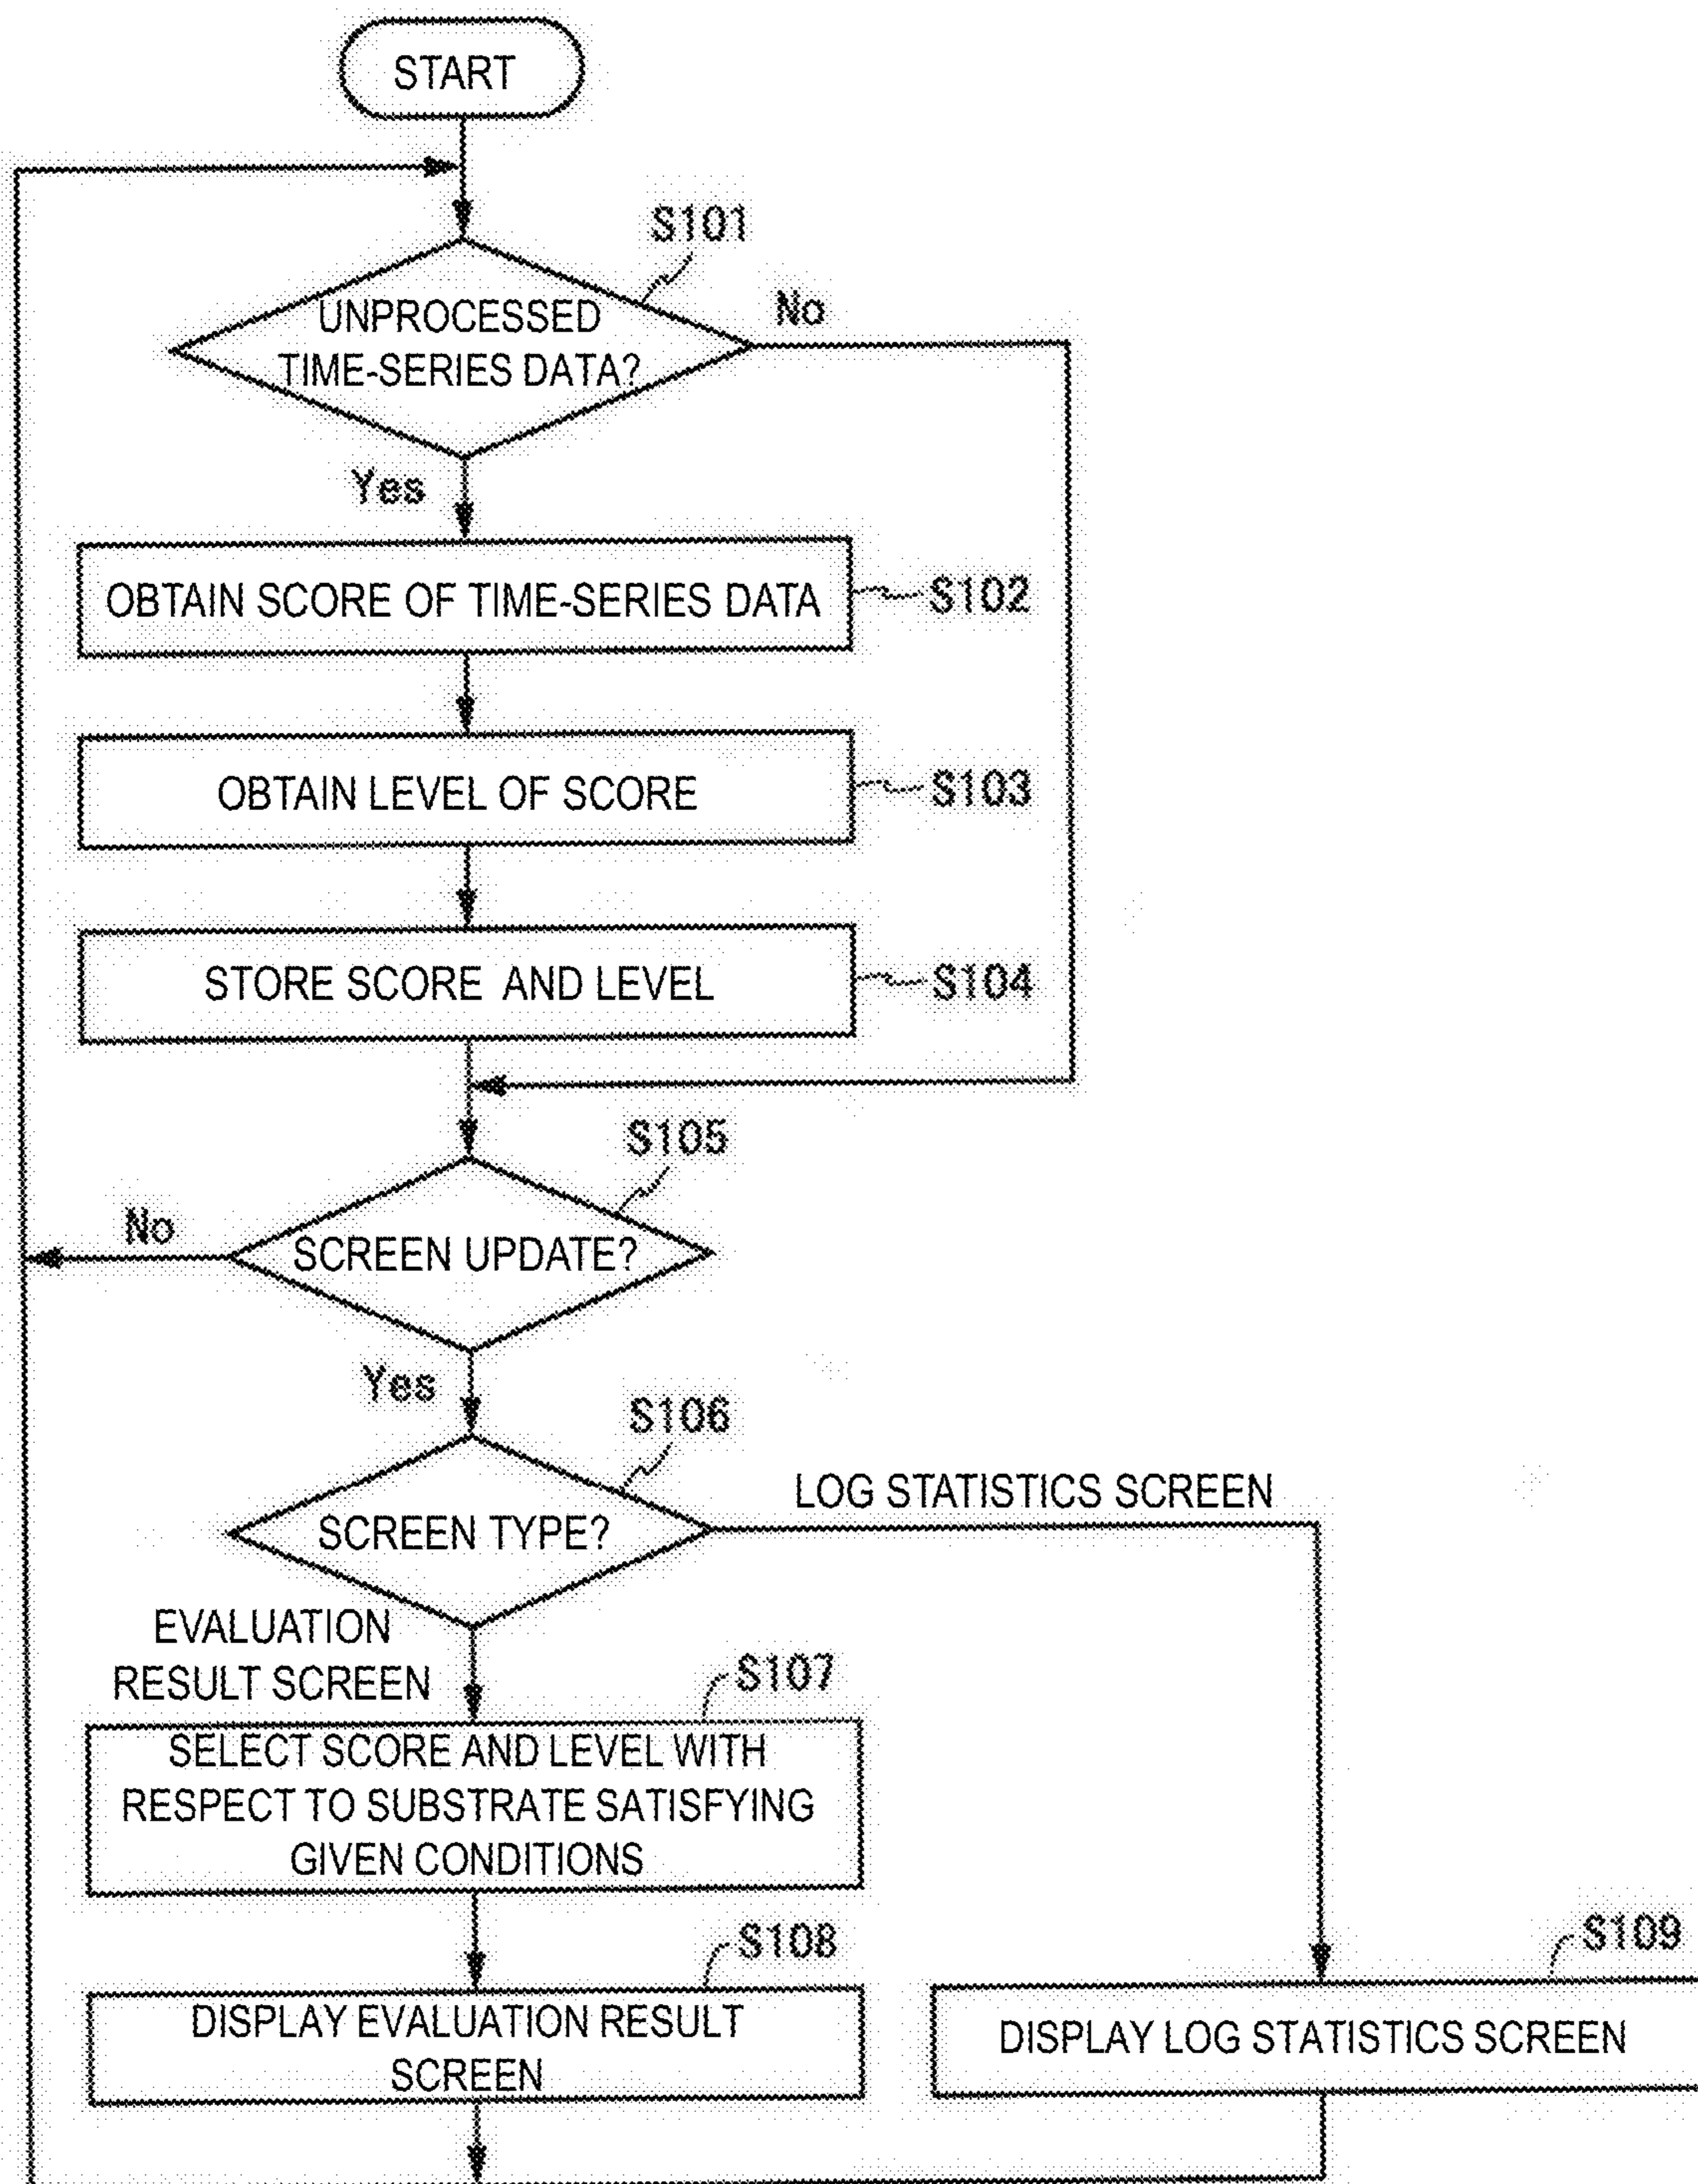 START
S101
UNPROCESSED
TIME-SERIES DATA?
No
Yes
OBTAIN SCORE OF TIME-SERIES DATA
S102
OBTAIN LEVEL OF SCORE
S103
STORE SCORE AND LEVEL
S104
S105
No
SCREEN UPDATE?
Yes
S106
LOG STATISTICS SCREEN
SCREEN TYPE?
EVALUATION
RESULT SCREEN
S107
SELECT SCORE AND LEVEL WITH
RESPECT TO SUBSTRATE SATISFYING
GIVEN CONDITIONS
S108
S109
DISPLAY EVALUATION RESULT
SCREEN
DISPLAY LOG STATISTICS SCREEN